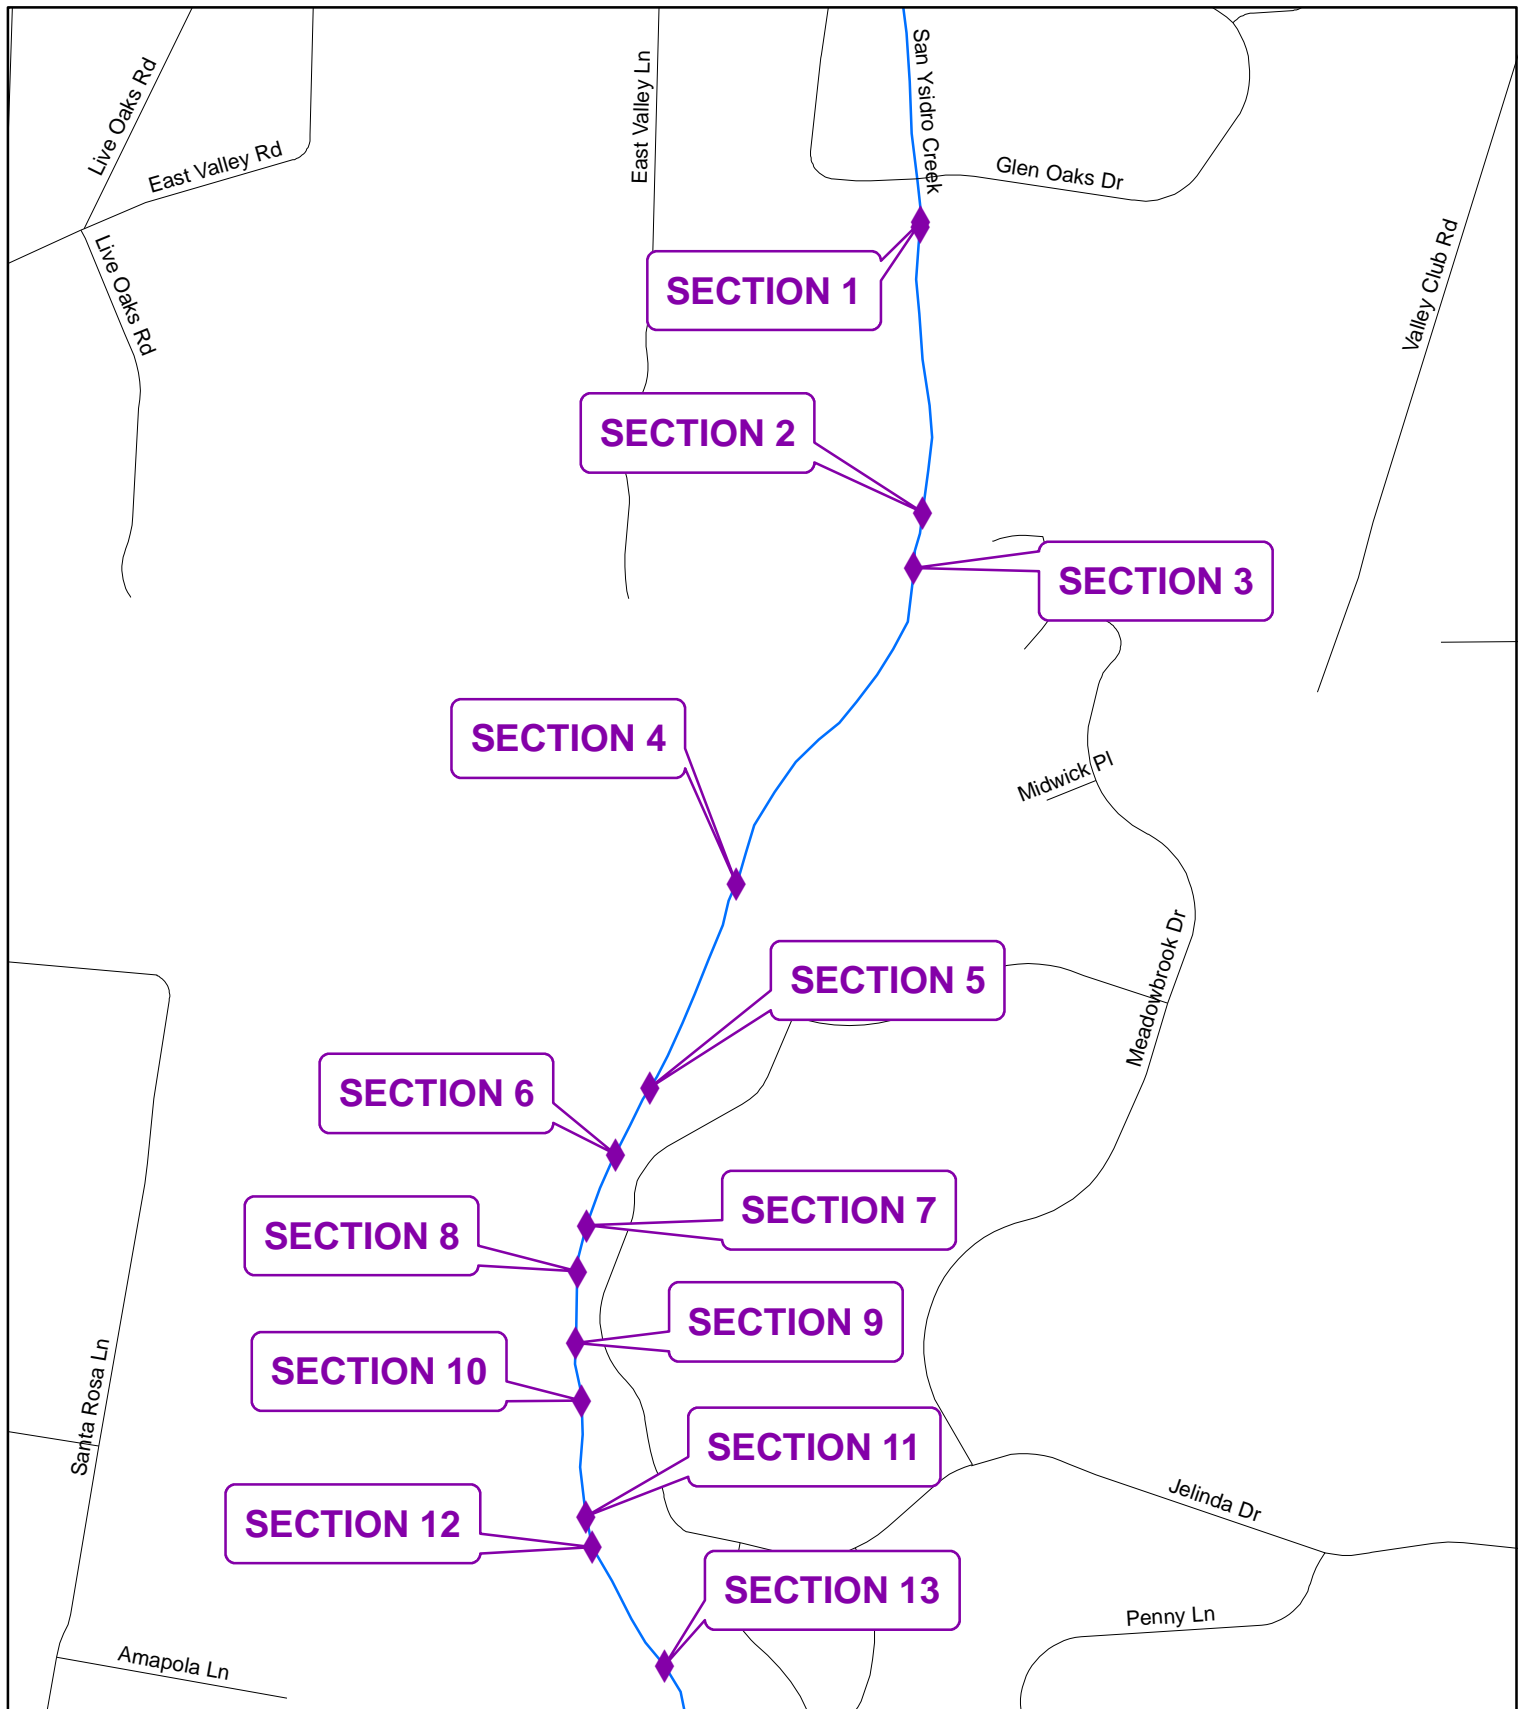 San Ysidro Creek
East Valley Ln
Live Oaks Rd
East Valley Rd
Glen Oaks Dr
Live Oaks Rd
Valley Club Rd
SECTION 1
SECTION 2
SECTION 3
SECTION 4
Midwick Pl
Meadowbrook Dr
SECTION 5
SECTION 6
SECTION 7
SECTION 8
SECTION 9
SECTION 10
Santa Rosa Ln
SECTION 11
Jelinda Dr
SECTION 12
SECTION 13
Penny Ln
Amapola Ln